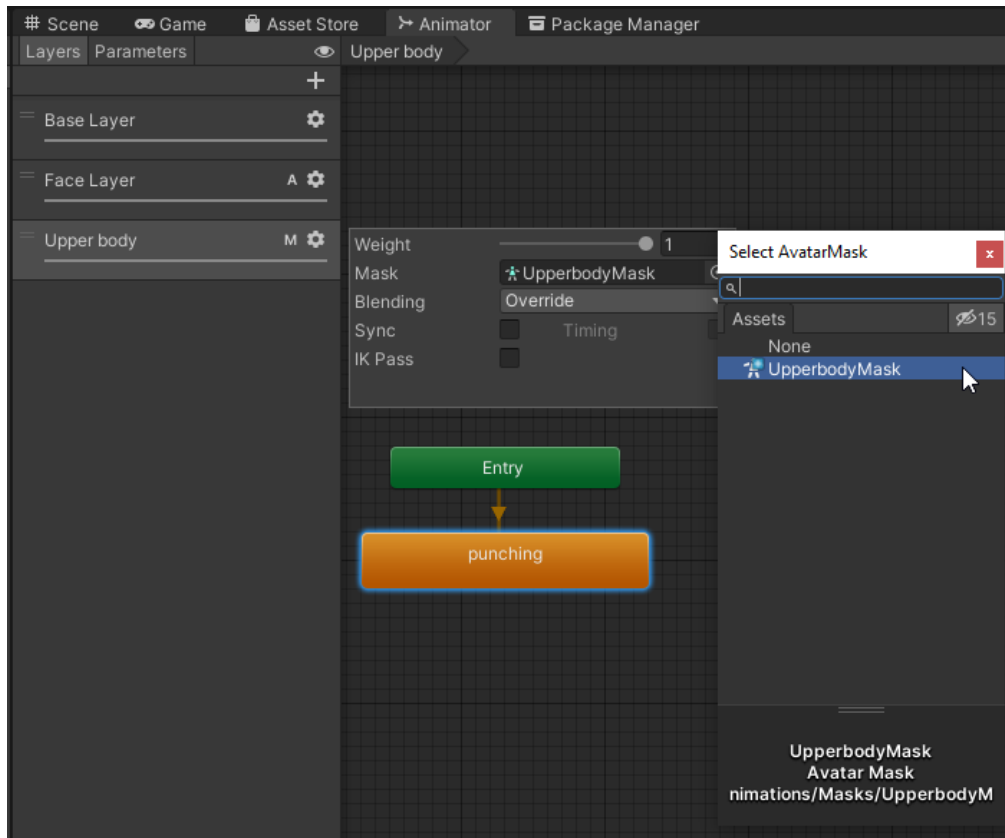 Scene Game Asset Store Animator Package Manager
Layers Parameters Upper body
Base Layer
Face Layer A
Upper body M
Weight 1
Mask UpperbodyMask
Blending Override
Sync Timing
IK Pass
Entry
punching
Select AvatarMask x
Assets 15
None
UpperbodyMask
UpperbodyMask
Avatar Mask
nimations/Masks/UpperbodyM